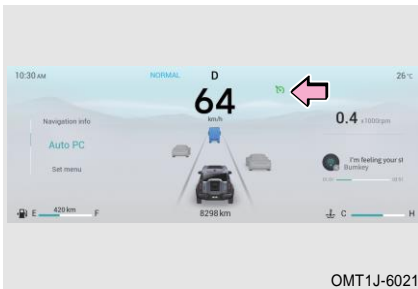 10:30 AM
NORMAL
D
26°C
64
km/h
Navigation info
Auto PC
Set menu
0.4 x1000rpm
I'm feeling your st
Bumkey
E 420 km F
8298 km
C H
OMT1J-6021